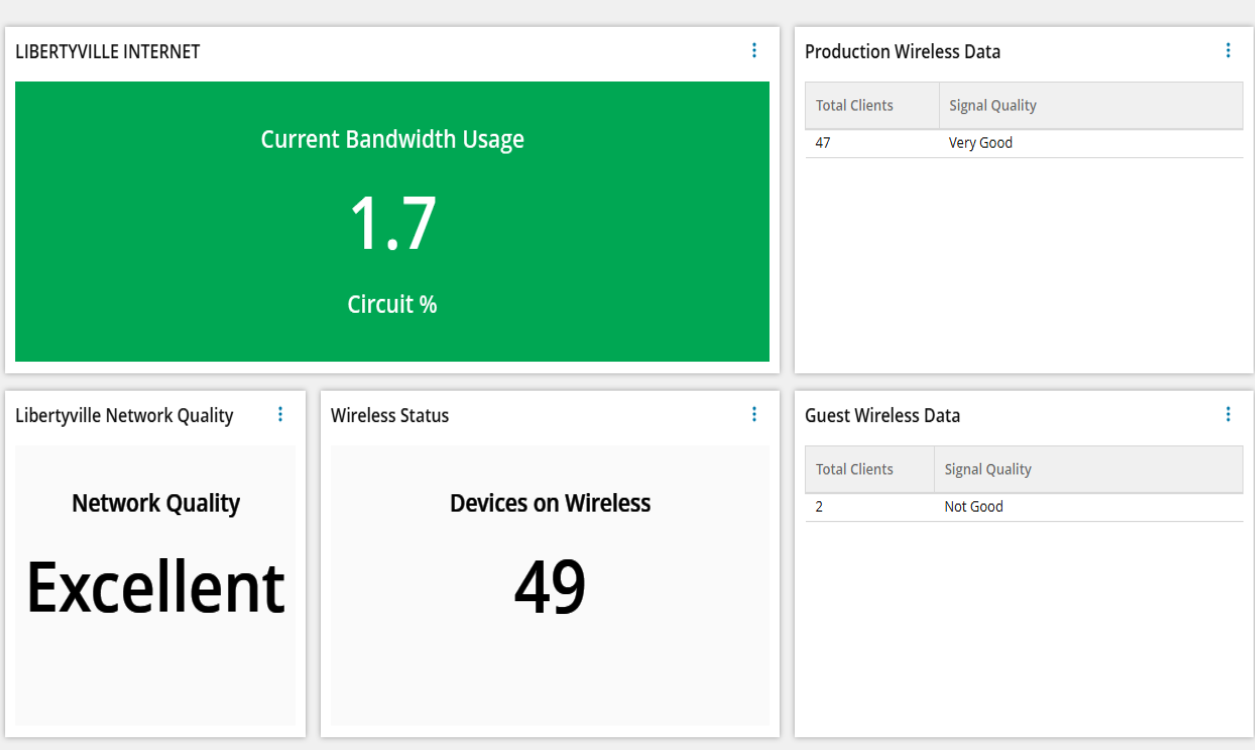 LIBERTYVILLE INTERNET
Current Bandwidth Usage
1.7
Circuit %
Production Wireless Data
Total Clients Signal Quality
47 Very Good
Libertyville Network Quality
Network Quality
Excellent
Wireless Status
Devices on Wireless
49
Guest Wireless Data
Total Clients Signal Quality
2 Not Good